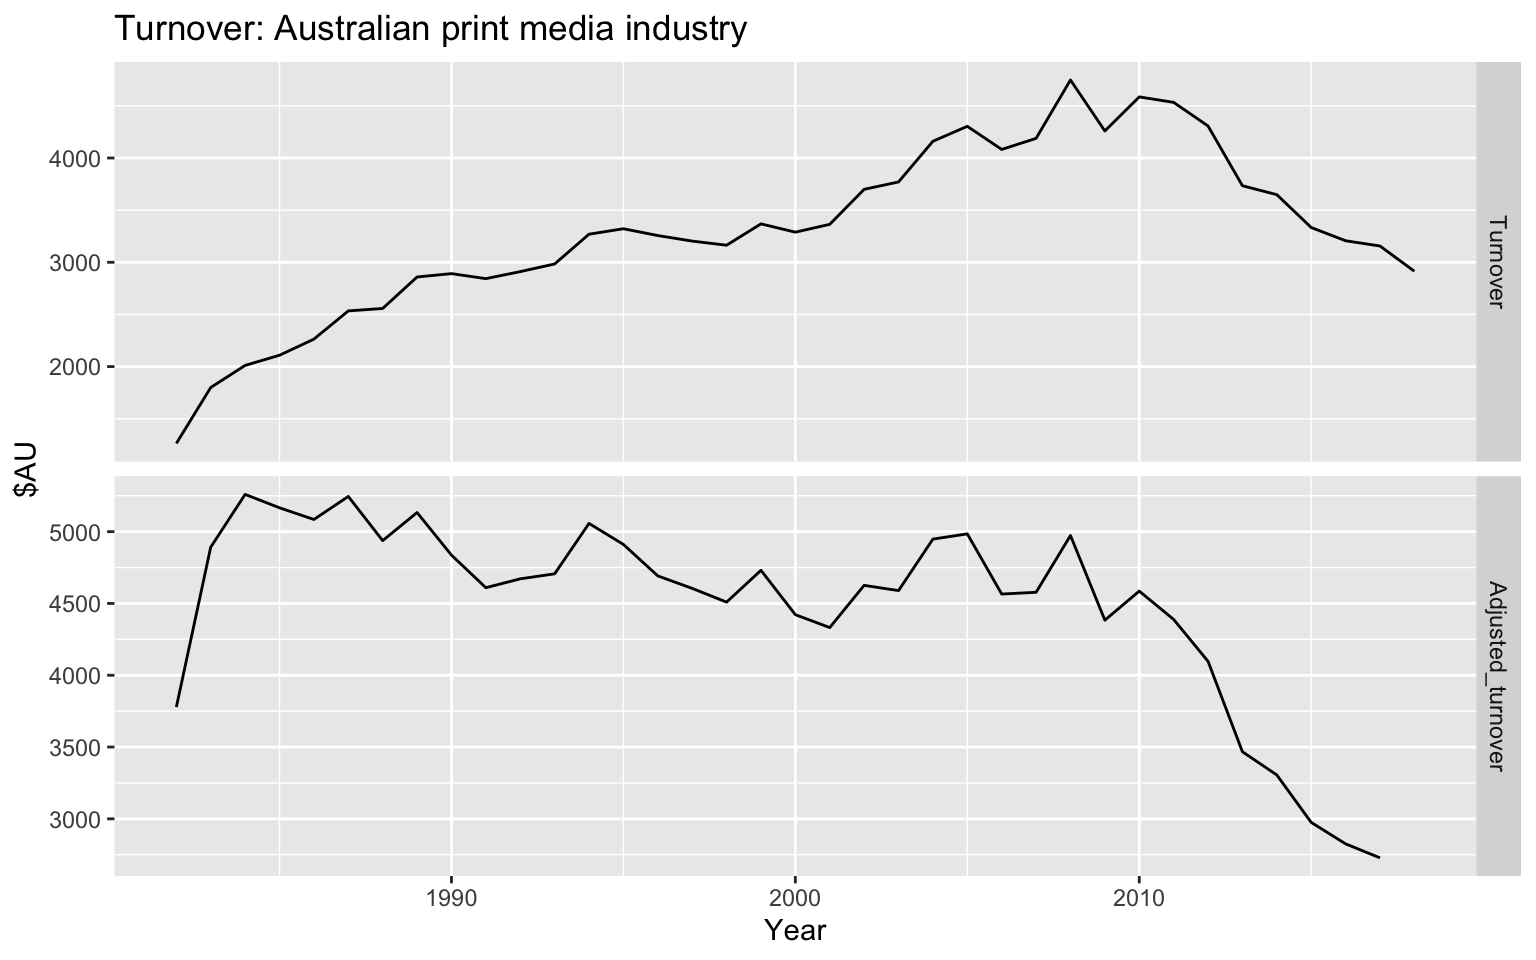 Turnover: Australian print media industry
4000
3000
2000
Turnover
$AU
5000
4500
4000
3500
3000
Adjusted_turnover
1990
2000
2010
Year